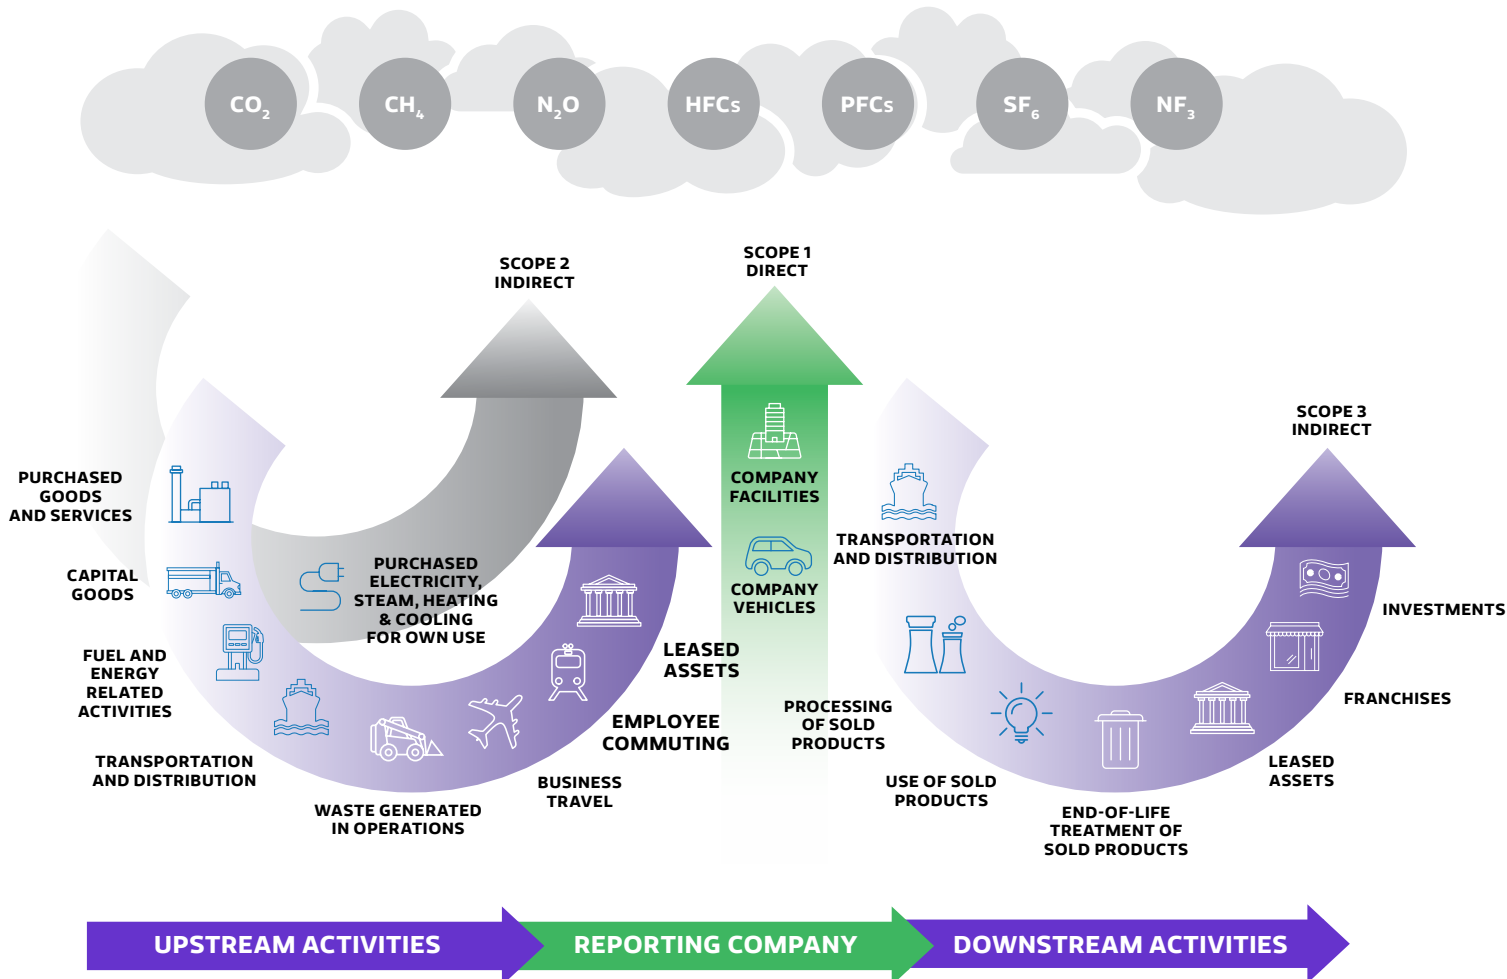 CO₂
CH₄
N₂O
HFCs
PFCs
SF₆
NF₃
SCOPE 2
INDIRECT
SCOPE 1
DIRECT
SCOPE 3
INDIRECT
PURCHASED
GOODS
AND SERVICES
CAPITAL
GOODS
FUEL AND
ENERGY
RELATED
ACTIVITIES
TRANSPORTATION
AND DISTRIBUTION
WASTE GENERATED
IN OPERATIONS
BUSINESS
TRAVEL
EMPLOYEE
COMMUTING
LEASED
ASSETS
PURCHASED
ELECTRICITY,
STEAM, HEATING
& COOLING
FOR OWN USE
COMPANY
FACILITIES
COMPANY
VEHICLES
TRANSPORTATION
AND DISTRIBUTION
PROCESSING
OF SOLD
PRODUCTS
USE OF SOLD
PRODUCTS
END-OF-LIFE
TREATMENT OF
SOLD PRODUCTS
LEASED
ASSETS
FRANCHISES
INVESTMENTS
UPSTREAM ACTIVITIES
REPORTING COMPANY
DOWNSTREAM ACTIVITIES